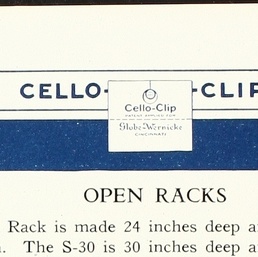 CELLO-CLIP
Cello-Clip
PATENT APPLIED FOR
Globe-Wernicke
CINCINNATI
OPEN RACKS
Rack is made 24 inches deep a
The S-30 is 30 inches deep a